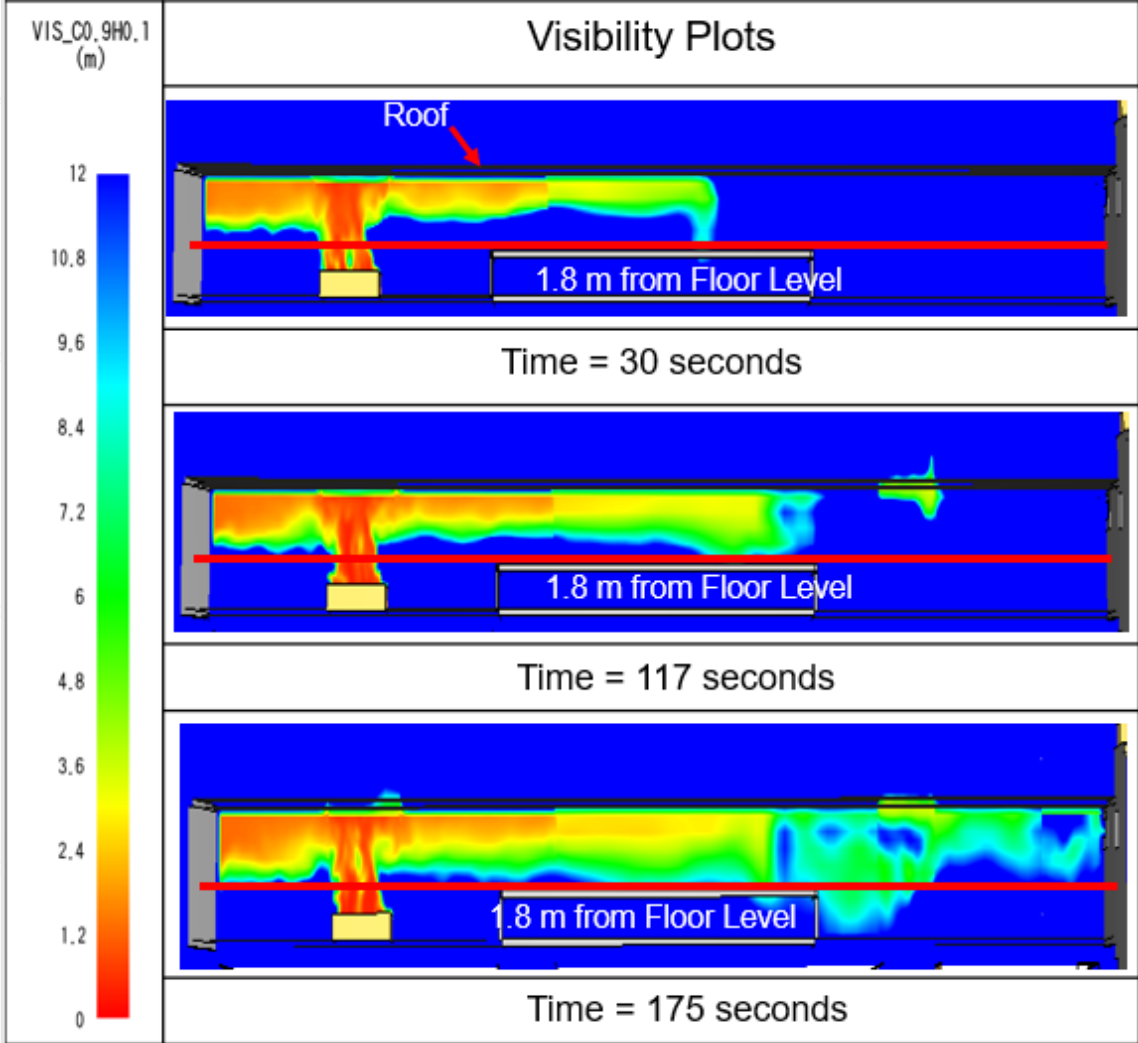 VIS_C0.9H0.1
(m)
Visibility Plots
12
10.8
9.6
8.4
7.2
6
4.8
3.6
2.4
1.2
0
Roof
1.8 m from Floor Level
Time = 30 seconds
1.8 m from Floor Level
Time = 117 seconds
1.8 m from Floor Level
Time = 175 seconds